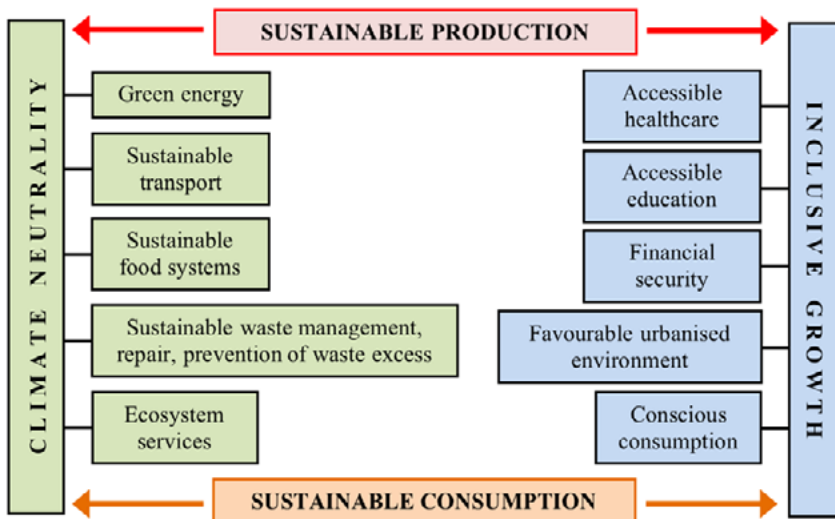 SUSTAINABLE PRODUCTION
CLIMATE NEUTRALITY
Green energy
Sustainable
transport
Sustainable
food systems
Sustainable waste management,
repair, prevention of waste excess
Ecosystem
services
Accessible
healthcare
Accessible
education
Financial
security
Favourable urbanised
environment
Conscious
consumption
INCLUSIVE GROWTH
SUSTAINABLE CONSUMPTION